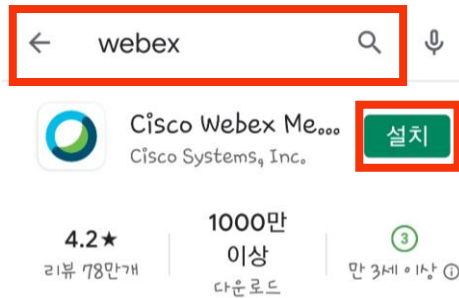 webex
Cisco Webex Me...
Cisco Systems, Inc.
설치
4.2★
리뷰 78만개
1000만
이상
다운로드
3
만 3세 이상 ⓘ